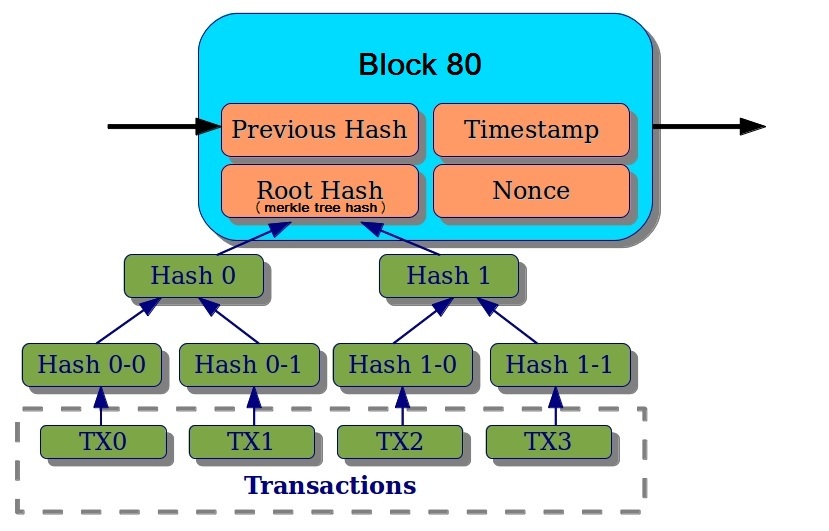 Block 80
Previous Hash
Timestamp
Root Hash
( merkle tree hash )
Nonce
Hash 0
Hash 1
Hash 0-0
Hash 0-1
Hash 1-0
Hash 1-1
TX0
TX1
TX2
TX3
Transactions